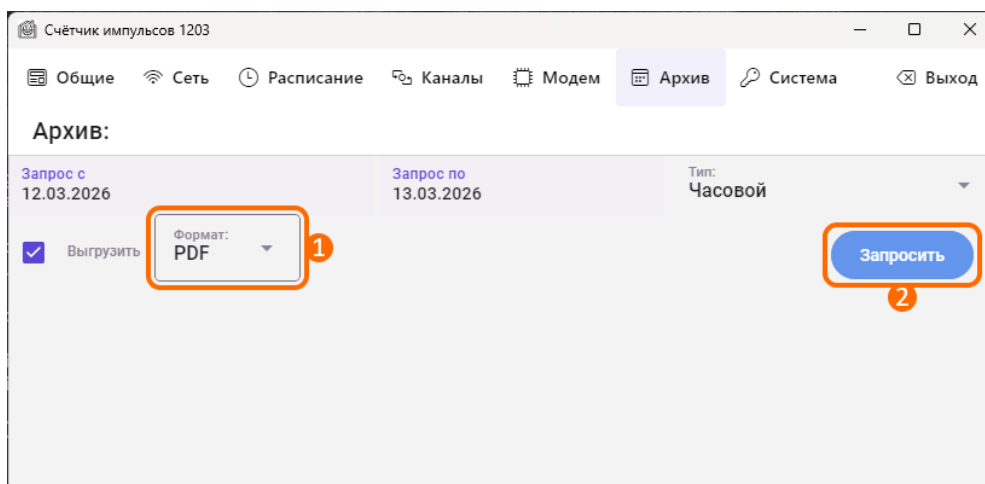 Счётчик импульсов 1203
Общие Сеть Расписание Каналы Модем Архив Система Выход
Архив:
Запрос с
12.03.2026
Запрос по
13.03.2026
Тип:
Часовой
Выгрузить
Формат:
PDF
1
Запросить
2